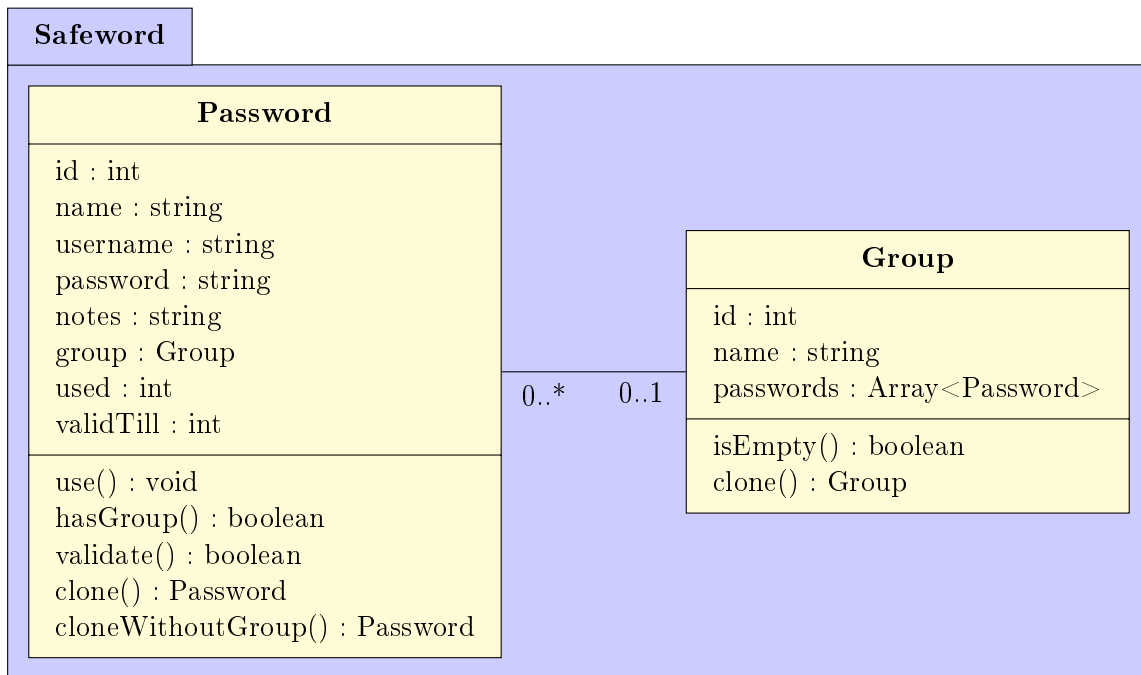 Safeword
Password
id : int
name : string
username : string
password : string
notes : string
group : Group
used : int
validTill : int
use() : void
hasGroup() : boolean
validate() : boolean
clone() : Password
cloneWithoutGroup() : Password
0..*
0..1
Group
id : int
name : string
passwords : Array<Password>
isEmpty() : boolean
clone() : Group